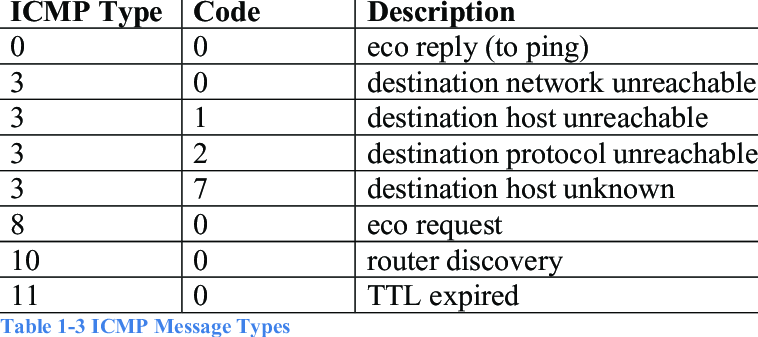 ICMP Type Code Description
0 0 eco reply (to ping)
3 0 destination network unreachable
3 1 destination host unreachable
3 2 destination protocol unreachable
3 7 destination host unknown
8 0 eco request
10 0 router discovery
11 0 TTL expired
Table 1-3 ICMP Message Types